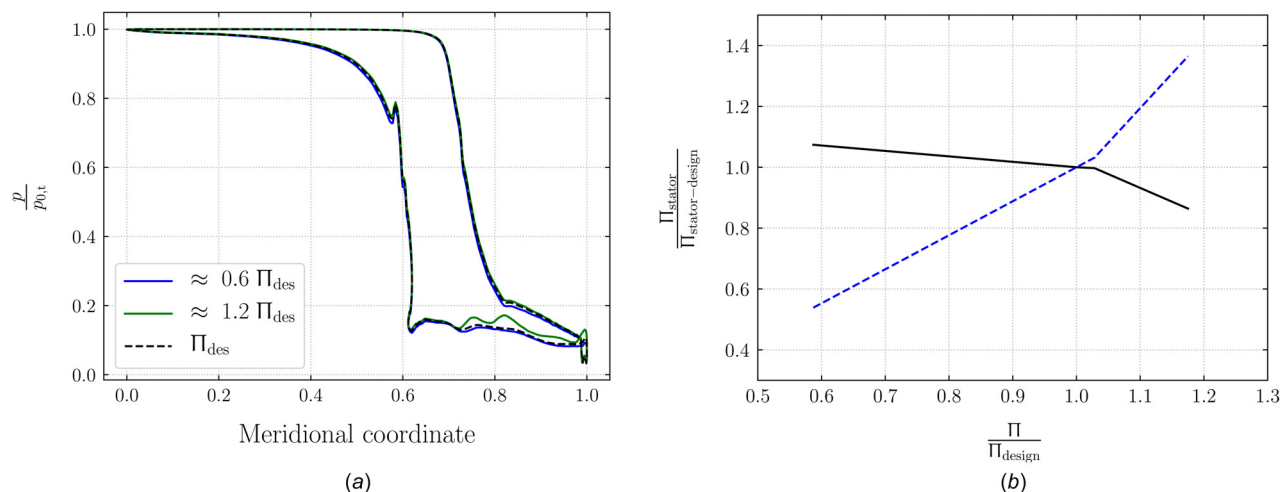 1.0
0.8
0.6
0.4
0.2
0.0
p
p0,t
≈ 0.6 Πdes
≈ 1.2 Πdes
Πdes
0.0 0.2 0.4 0.6 0.8 1.0
Meridional coordinate
(a)
1.4
1.2
1.0
0.8
0.6
0.4
Πstator
Πstator−design
0.5 0.6 0.7 0.8 0.9 1.0 1.1 1.2 1.3
Π
Πdesign
(b)